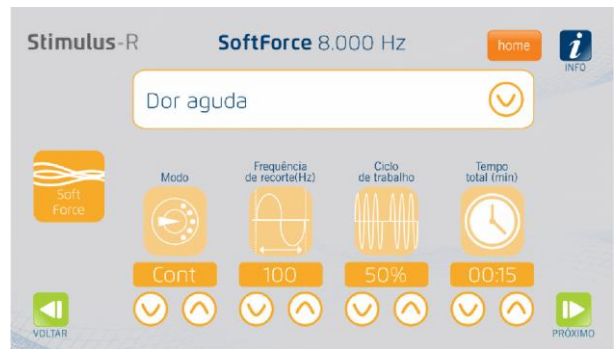 Stimulus-R
SoftForce 8.000 Hz
home
i
INFO
Dor aguda
Soft
Force
Modo
Frequência
de recorte(Hz)
Ciclo
de trabalho
Tempo
total (min)
Cont
100
50%
00:15
VOLTAR
PRÓXIMO